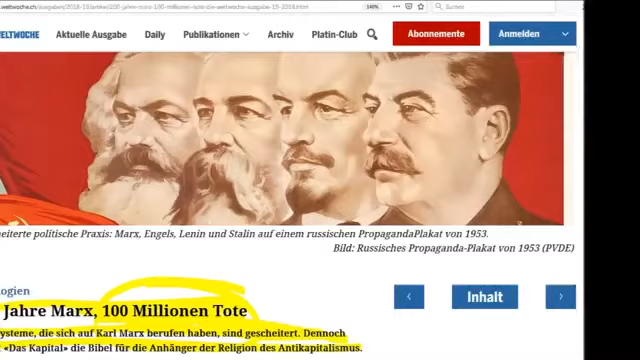 weltwoche.ch/ausgaben/2018-19/artikel/200-jahre-marx-100-millionen-tote-die-weltwoche-ausgabe-19-2018.html 140% Suchen
WELTWOCHE Aktuelle Ausgabe Daily Publikationen Archiv Platin-Club Abonnemente Anmelden
eiterte politische Praxis: Marx, Engels, Lenin und Stalin auf einem russischen PropagandaPlakat von 1953.
Bild: Russisches Propaganda-Plakat von 1953 (PVDE)
logien
Jahre Marx, 100 Millionen Tote
Inhalt
ysteme, die sich auf Karl Marx berufen haben, sind gescheitert. Dennoch
«Das Kapital» die Bibel für die Anhänger der Religion des Antikapitalismus.